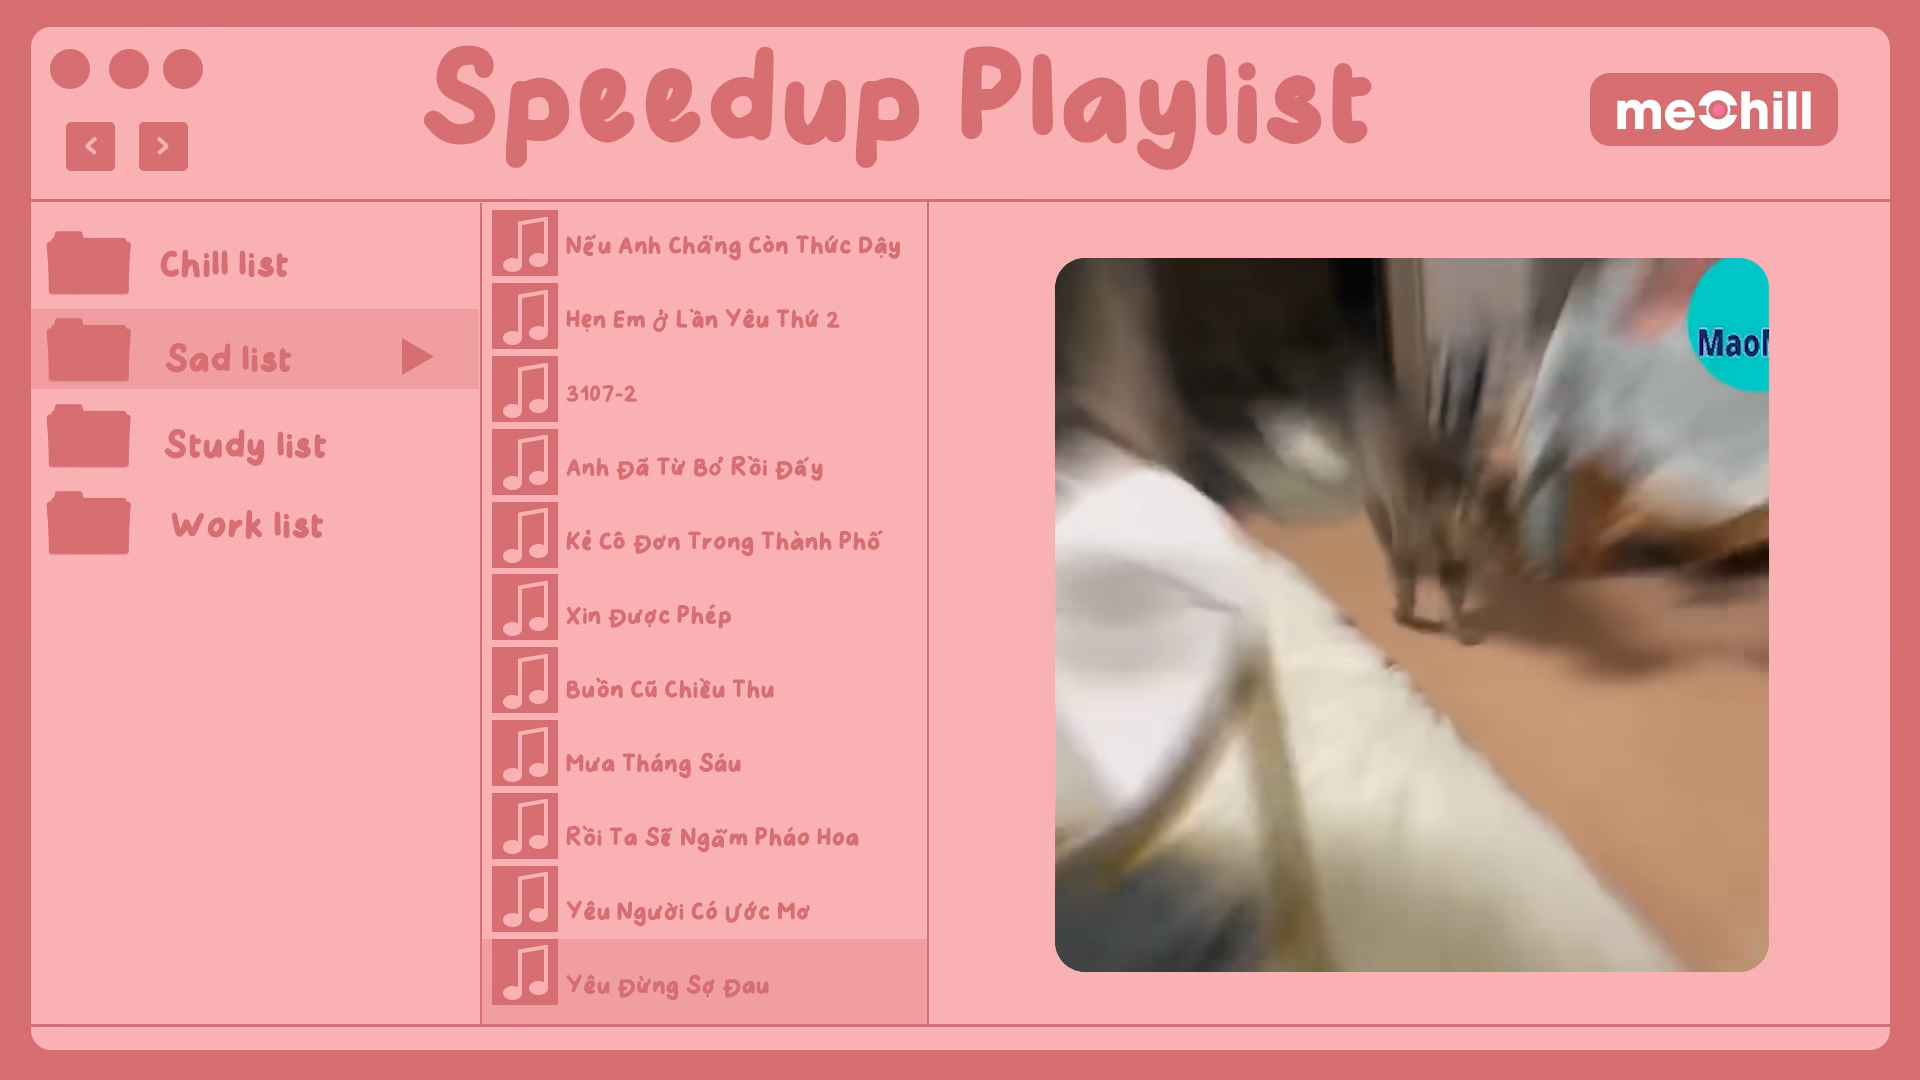 Speedup Playlist
meChill
Chill list
Sad list
Study list
Work list
Nếu Anh Chẳng Còn Thức Dậy
Hẹn Em ở Lần Yêu Thứ 2
3107-2
Anh Đã Từ Bỏ Rồi Đấy
Kẻ Cô Đơn Trong Thành Phố
Xin Được Phép
Buồn Cũ Chiều Thu
Mưa Tháng Sáu
Rồi Ta Sẽ Ngắm Pháo Hoa
Yêu Người Có Ước Mơ
Yêu Đừng Sợ Đau